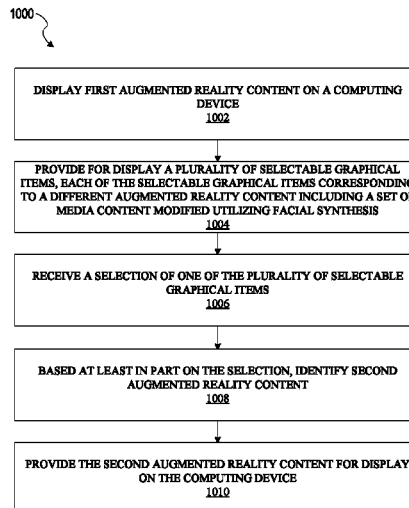 1000
DISPLAY FIRST AUGMENTED REALITY CONTENT ON A COMPUTING
DEVICE
1002
PROVIDE FOR DISPLAY A PLURALITY OF SELECTABLE GRAPHICAL
ITEMS, EACH OF THE SELECTABLE GRAPHICAL ITEMS CORRESPONDING
TO A DIFFERENT AUGMENTED REALITY CONTENT INCLUDING A SET OF
MEDIA CONTENT MODIFIED UTILIZING FACIAL SYNTHESIS
1004
RECEIVE A SELECTION OF ONE OF THE PLURALITY OF SELECTABLE
GRAPHICAL ITEMS
1006
BASED AT LEAST IN PART ON THE SELECTION, IDENTIFY SECOND
AUGMENTED REALITY CONTENT
1008
PROVIDE THE SECOND AUGMENTED REALITY CONTENT FOR DISPLAY
ON THE COMPUTING DEVICE
1010